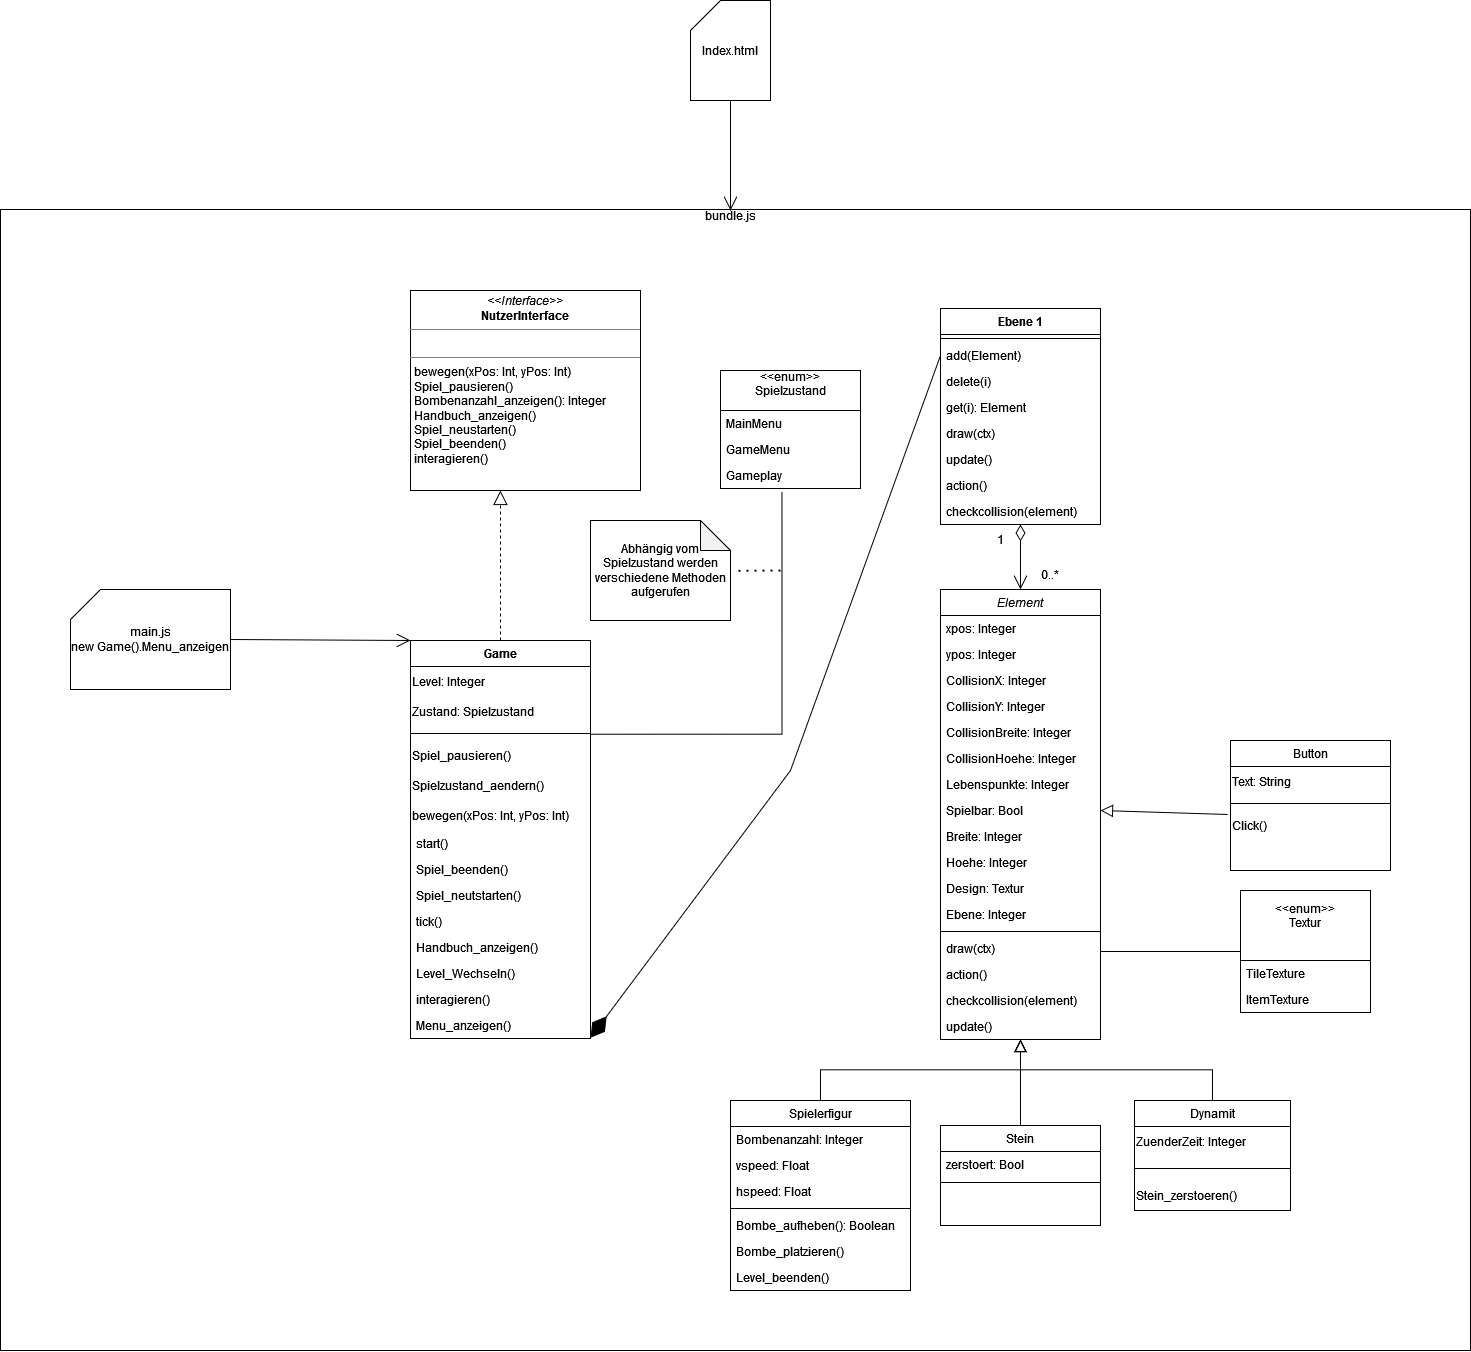 Index.html
bundle.js
<<Interface>>
NutzerInterface
bewegen(xPos: Int, yPos: Int)
Spiel_pausieren()
Bombenanzahl_anzeigen(): Integer
Handbuch_anzeigen()
Spiel_neustarten()
Spiel_beenden()
interagieren()
<<enum>>
Spielzustand
MainMenu
GameMenu
Gameplay
Ebene 1
add(Element)
delete(i)
get(i): Element
draw(ctx)
update()
action()
checkcollision(element)
1
0..*
Abhängig vom
Spielzustand werden
verschiedene Methoden
aufgerufen
main.js
new Game().Menu_anzeigen
Game
Level: Integer
Zustand: Spielzustand
Spiel_pausieren()
Spielzustand_aendern()
bewegen(xPos: Int, yPos: Int)
start()
Spiel_beenden()
Spiel_neutstarten()
tick()
Handbuch_anzeigen()
Level_Wechseln()
interagieren()
Menu_anzeigen()
Element
xpos: Integer
ypos: Integer
CollisionX: Integer
CollisionY: Integer
CollisionBreite: Integer
CollisionHoehe: Integer
Lebenspunkte: Integer
Spielbar: Bool
Breite: Integer
Hoehe: Integer
Design: Textur
Ebene: Integer
draw(ctx)
action()
checkcollision(element)
update()
Button
Text: String
Click()
<<enum>>
Textur
TileTexture
ItemTexture
Spielerfigur
Bombenanzahl: Integer
vspeed: Float
hspeed: Float
Bombe_aufheben(): Boolean
Bombe_platzieren()
Level_beenden()
Stein
zerstoert: Bool
Dynamit
ZuenderZeit: Integer
Stein_zerstoeren()